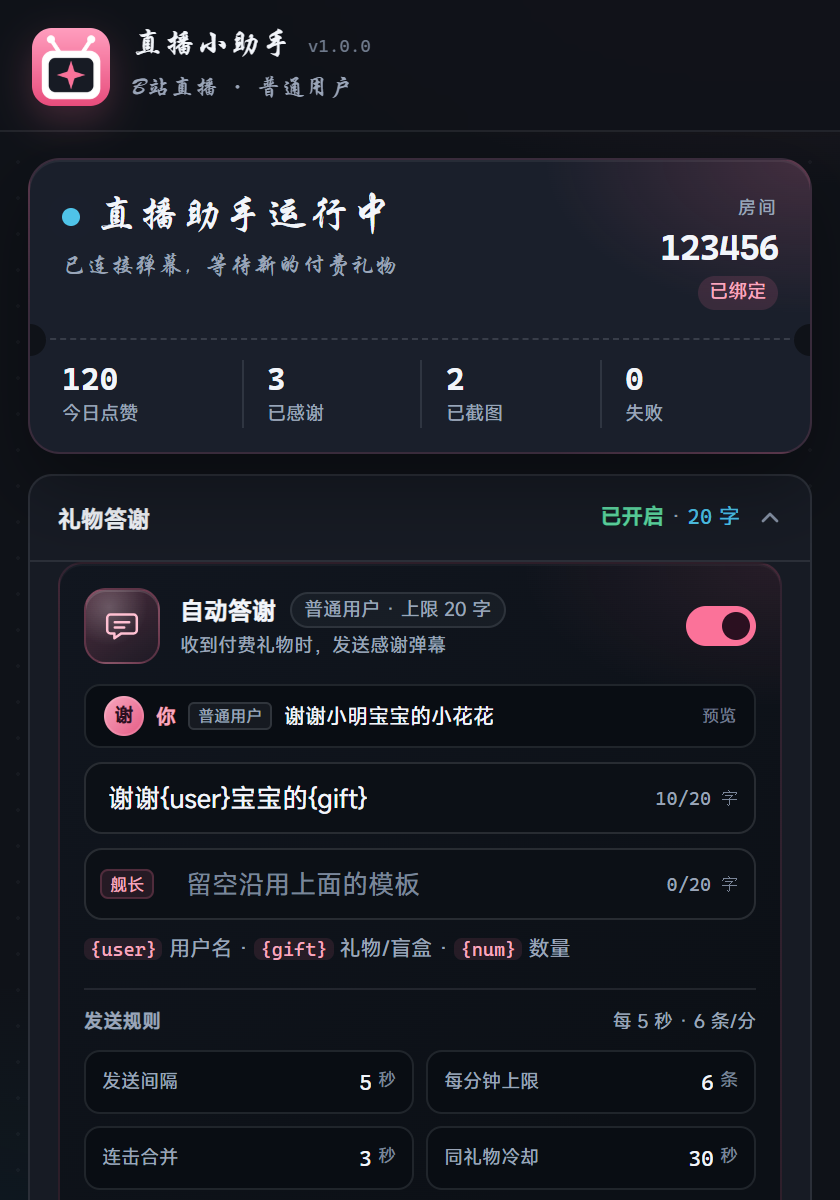 直播小助手 v1.0.0
B站直播 · 普通用户
直播助手运行中
已连接弹幕，等待新的付费礼物
房间
123456
已绑定
120
今日点赞
3
已感谢
2
已截图
0
失败
礼物答谢
已开启 · 20 字
自动答谢 普通用户 · 上限 20 字
收到付费礼物时，发送感谢弹幕
谢 你 普通用户 谢谢小明宝宝的小花花 预览
谢谢{user}宝宝的{gift} 10/20 字
舰长 留空沿用上面的模板 0/20 字
{user} 用户名 · {gift} 礼物/盲盒 · {num} 数量
发送规则 每 5 秒 · 6 条/分
发送间隔 5 秒 每分钟上限 6 条
连击合并 3 秒 同礼物冷却 30 秒